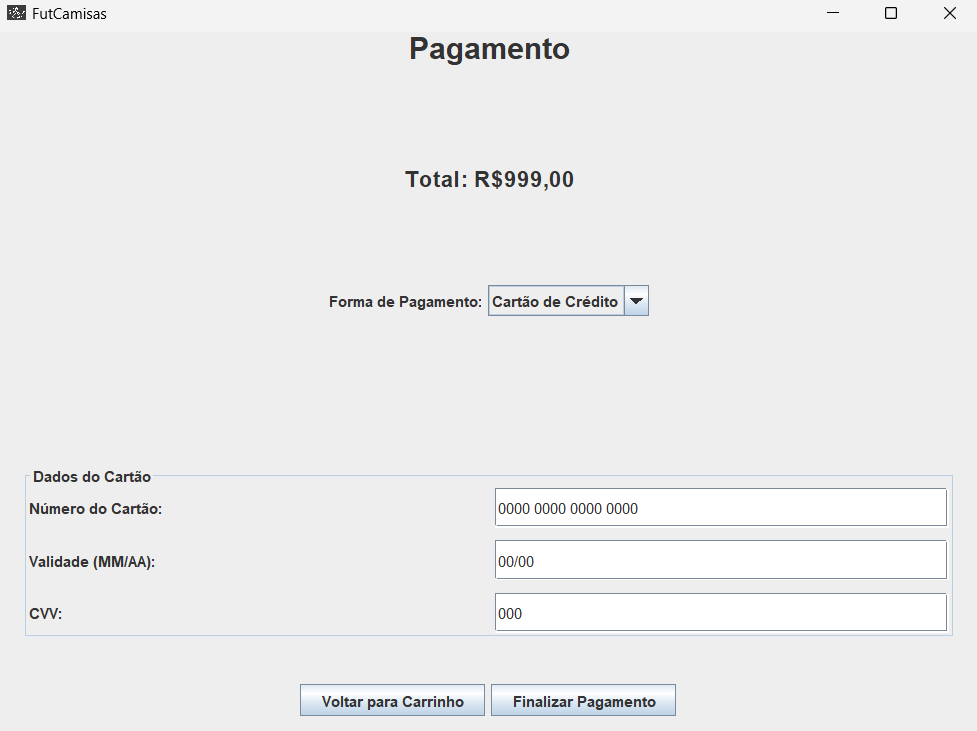 FutCamisas
Pagamento
Total: R$999,00
Forma de Pagamento: Cartão de Crédito
Dados do Cartão
Número do Cartão: 0000 0000 0000 0000
Validade (MM/AA): 00/00
CVV: 000
Voltar para Carrinho Finalizar Pagamento